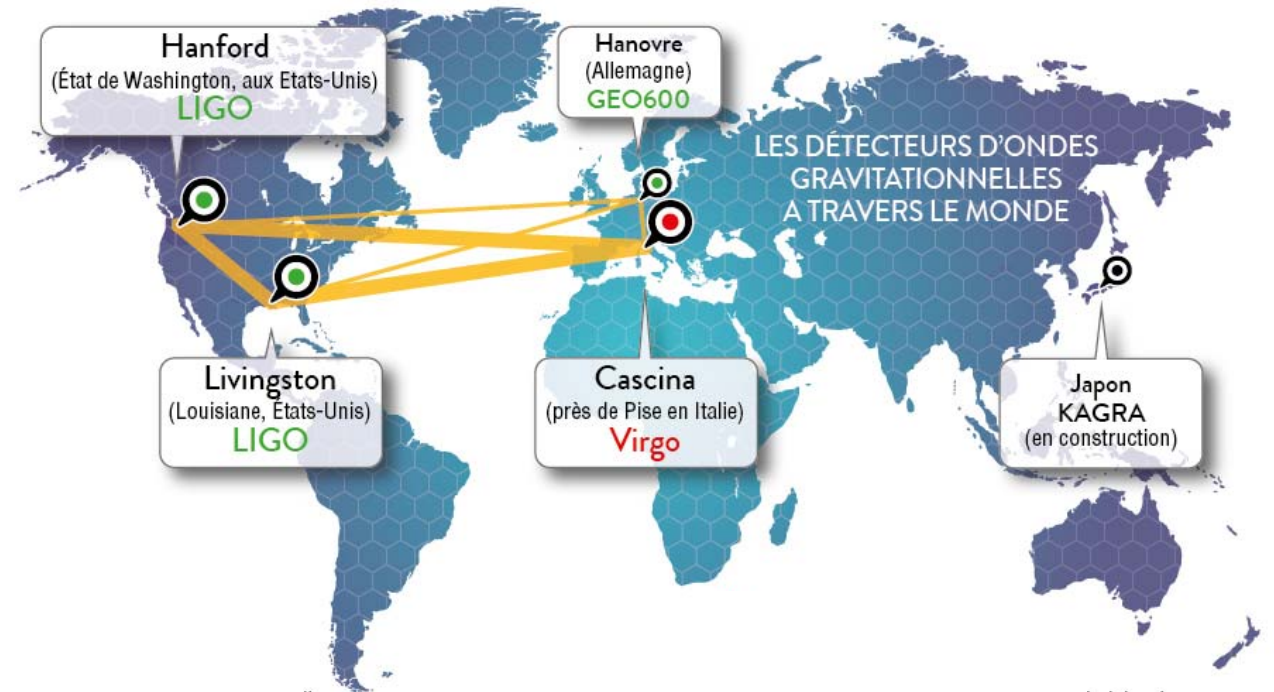 Hanford
(État de Washington, aux Etats-Unis)
LIGO
Hanovre
(Allemagne)
GEO600
LES DÉTECTEURS D'ONDES
GRAVITATIONNELLES
A TRAVERS LE MONDE
Livingston
(Louisiane, États-Unis)
LIGO
Cascina
(près de Pise en Italie)
Virgo
Japon
KAGRA
(en construction)